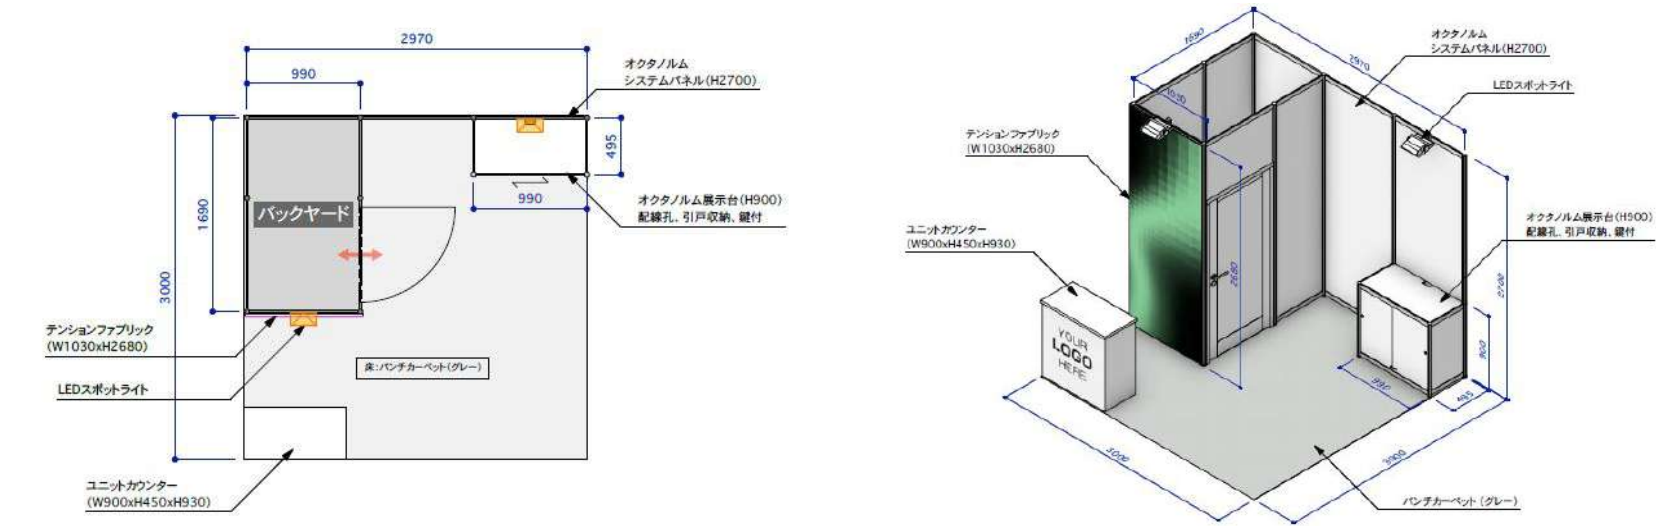 2970
990
オクタノルム
システムパネル(H2700)
495
990
1690
3000
バックヤード
オクタノルム展示台(H900)
配線孔、引戸収納、鍵付
テンションファブリック
(W1030xH2680)
LEDスポットライト
床:パンチカーペット(グレー)
ユニットカウンター
(W900xH450xH930)
1690
2970
オクタノルム
システムパネル(H2700)
LEDスポットライト
テンションファブリック
(W1030xH2680)
ユニットカウンター
(W900xH450xH930)
2680
2700
オクタノルム展示台(H900)
配線孔、引戸収納、鍵付
YOUR
LOGO
HERE
900
990
495
3000
パンチカーペット(グレー)